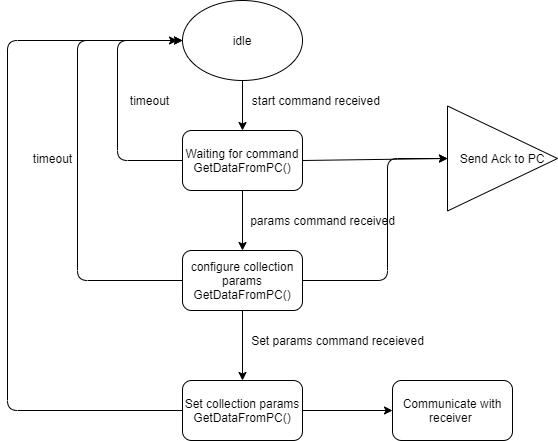 idle
timeout
start command received
Waiting for command
GetDataFromPC()
timeout
Send Ack to PC
params command received
configure collection
params
GetDataFromPC()
Set params command receieved
Set collection params
GetDataFromPC()
Communicate with
receiver